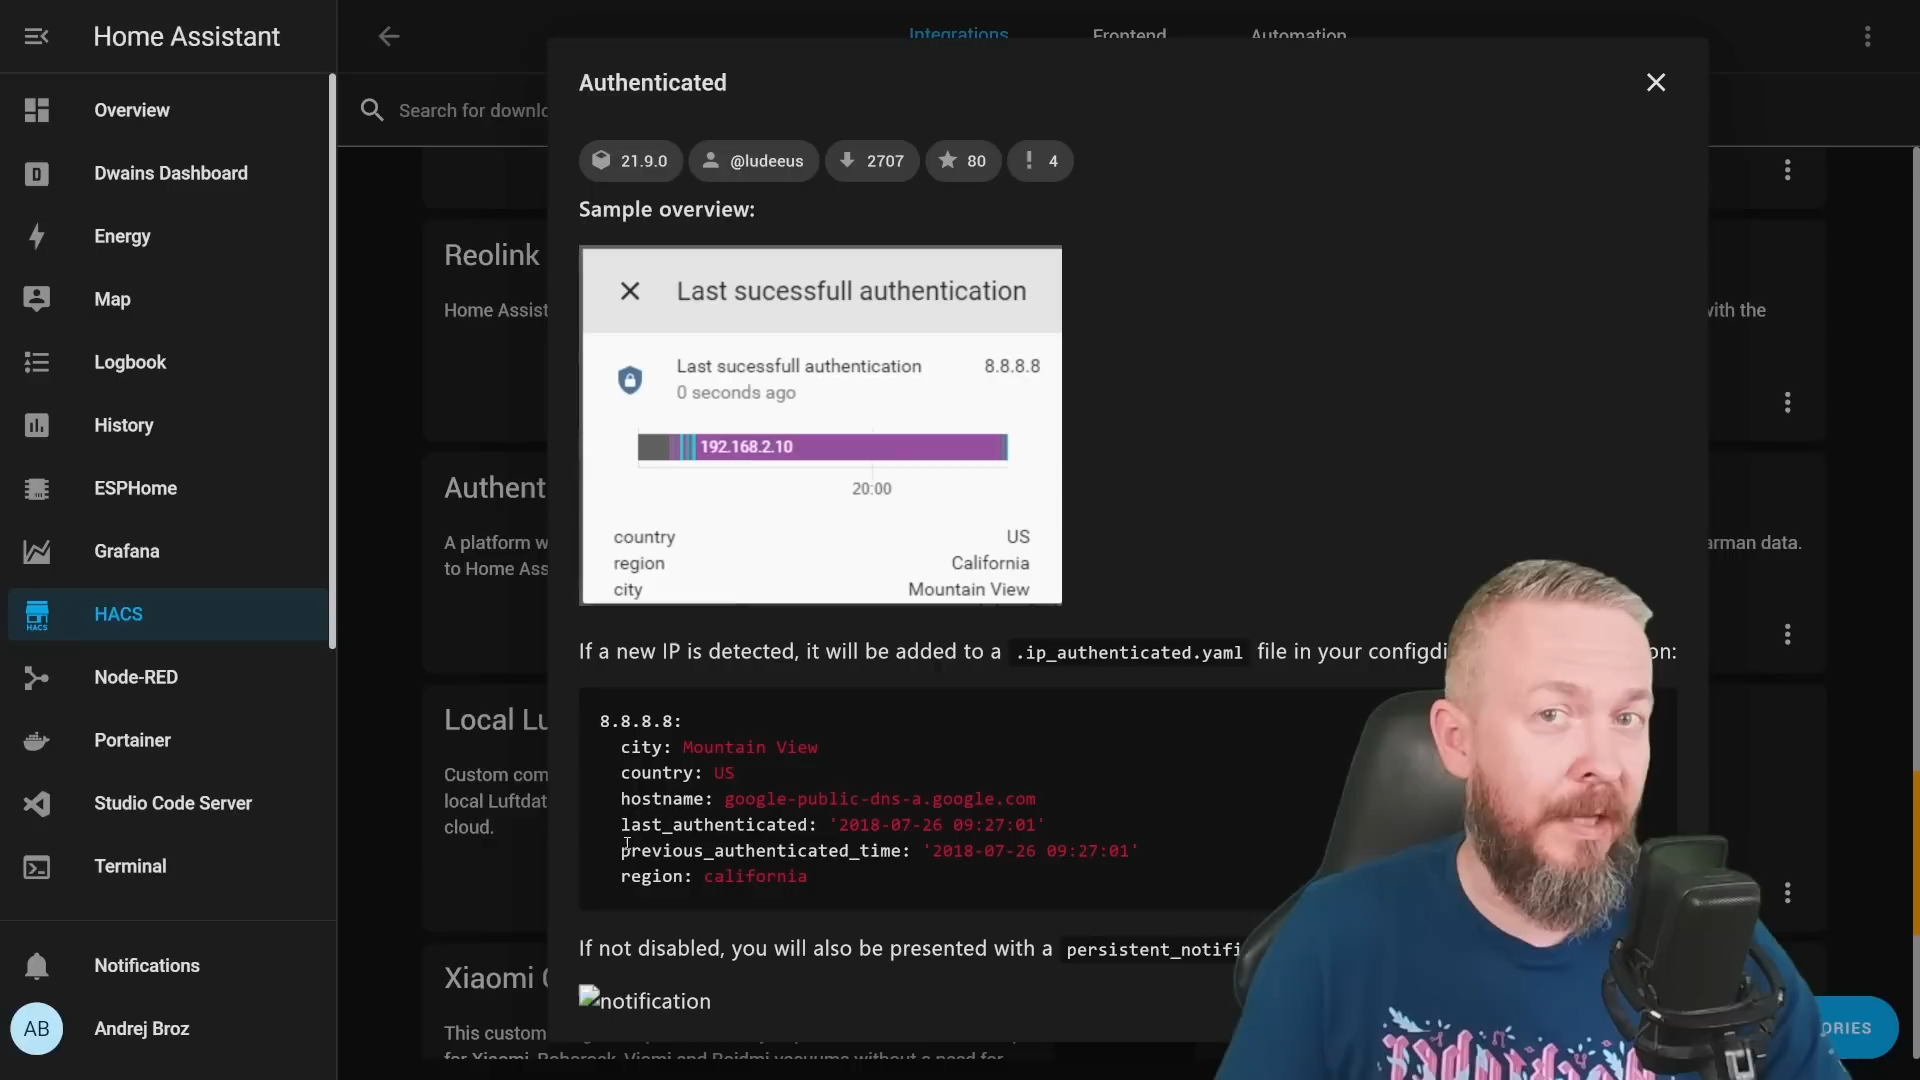 Home Assistant
Overview
Dwains Dashboard
Energy
Map
Logbook
History
ESPHome
Grafana
HACS
HACS
Node-RED
Portainer
Studio Code Server
Terminal
Notifications
AB
Andrej Broz
Integrations
Frontend
Automation
Search for downlo
Reolink
Home Assist
with the
Authent
A platform w
to Home Ass
arman data.
Local Lu
Custom com
local Luftdat
cloud.
Xiaomi
This custom
ORIES
Authenticated
21.9.0
@ludeeus
2707
80
4
Sample overview:
Last sucessfull authentication
Last sucessfull authentication
8.8.8.8
0 seconds ago
192.168.2.10
20:00
country
US
region
California
city
Mountain View
If a new IP is detected, it will be added to a .ip_authenticated.yaml file in your configdi
on:
8.8.8.8:
city: Mountain View
country: US
hostname: google-public-dns-a.google.com
last_authenticated: '2018-07-26 09:27:01'
previous_authenticated_time: '2018-07-26 09:27:01'
region: california
If not disabled, you will also be presented with a persistent_notifi
notification